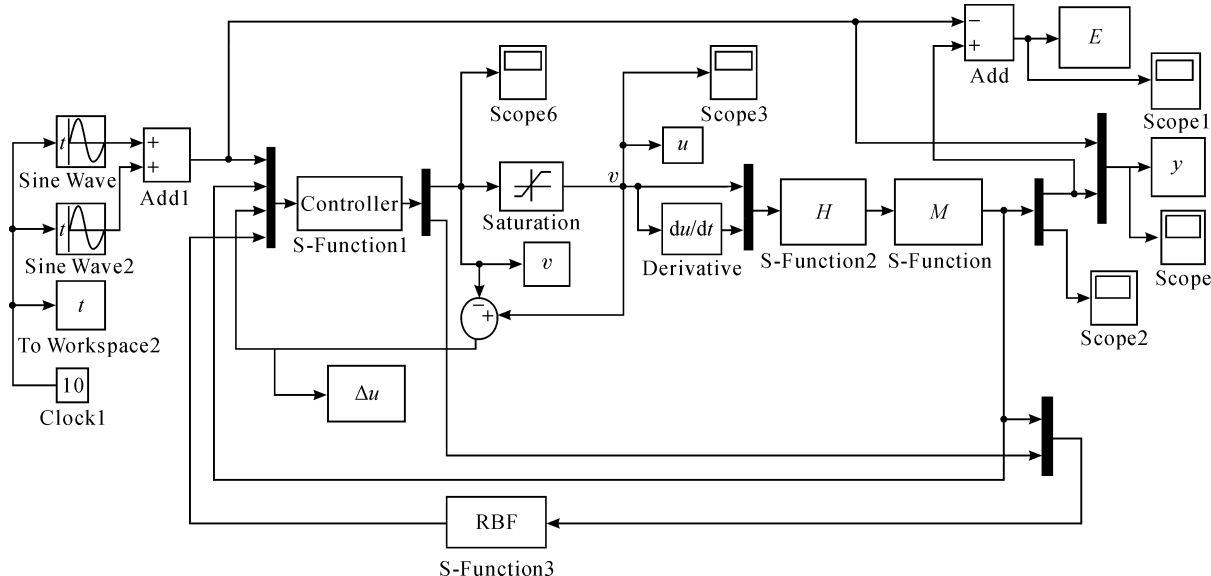 −
+
Add
E
Scope1
Scope6
Scope3
t
Sine Wave
+
+
Add1
u
y
Controller
S-Function1
Saturation
v
du/dt
Derivative
H
S-Function2
M
S-Function
Scope
t
Sine Wave2
v
−
+
Scope2
t
To Workspace2
10
Clock1
Δu
RBF
S-Function3